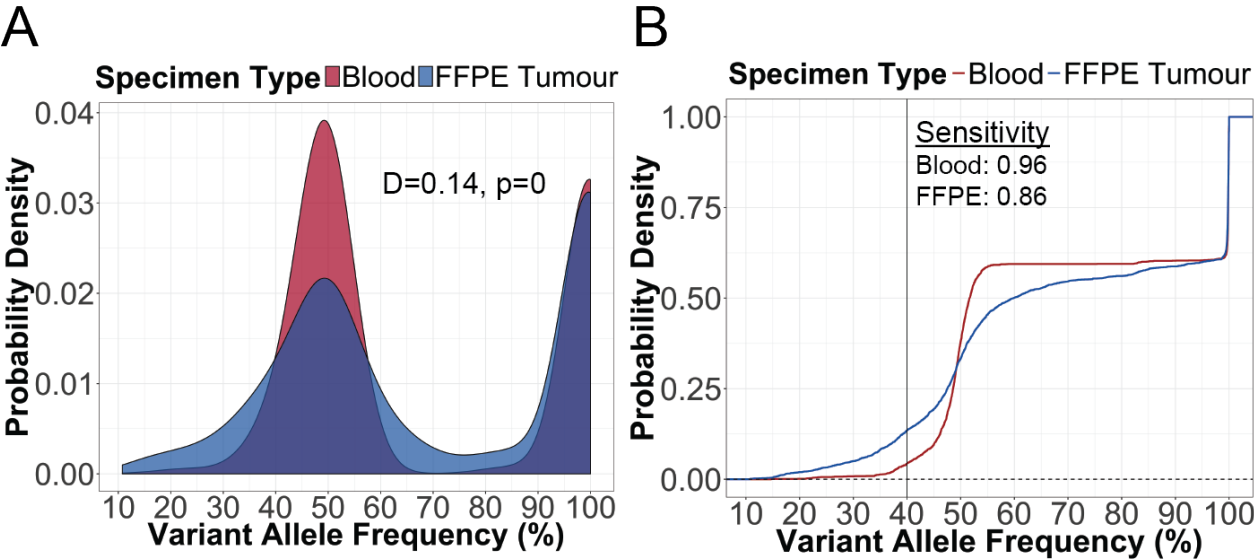 A
Specimen Type Blood FFPE Tumour
Probability Density
0.04
0.03
0.02
0.01
0.00
D=0.14, p=0
10 20 30 40 50 60 70 80 90 100
Variant Allele Frequency (%)
B
Specimen Type Blood FFPE Tumour
Probability Density
1.00
0.75
0.50
0.25
0.00
Sensitivity
Blood: 0.96
FFPE: 0.86
10 20 30 40 50 60 70 80 90 100
Variant Allele Frequency (%)